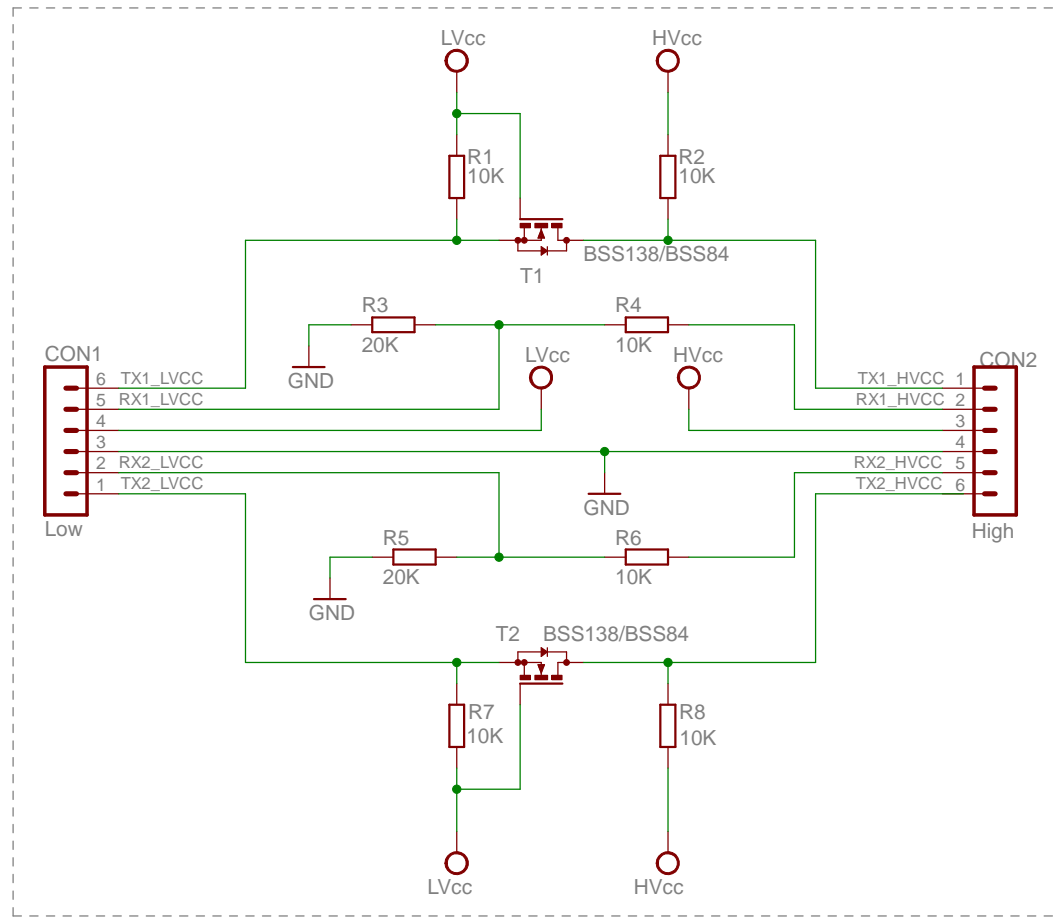 LVcc
HVcc
R1
10K
R2
10K
BSS138/BSS84
T1
R3
20K
R4
10K
GND
LVcc
HVcc
CON1
CON2
6 TX1_LVCC
5 RX1_LVCC
4
3
2 RX2_LVCC
1 TX2_LVCC
Low
TX1_HVCC 1
RX1_HVCC 2
3
4
RX2_HVCC 5
TX2_HVCC 6
High
GND
R5
20K
R6
10K
GND
T2 BSS138/BSS84
R7
10K
R8
10K
LVcc
HVcc